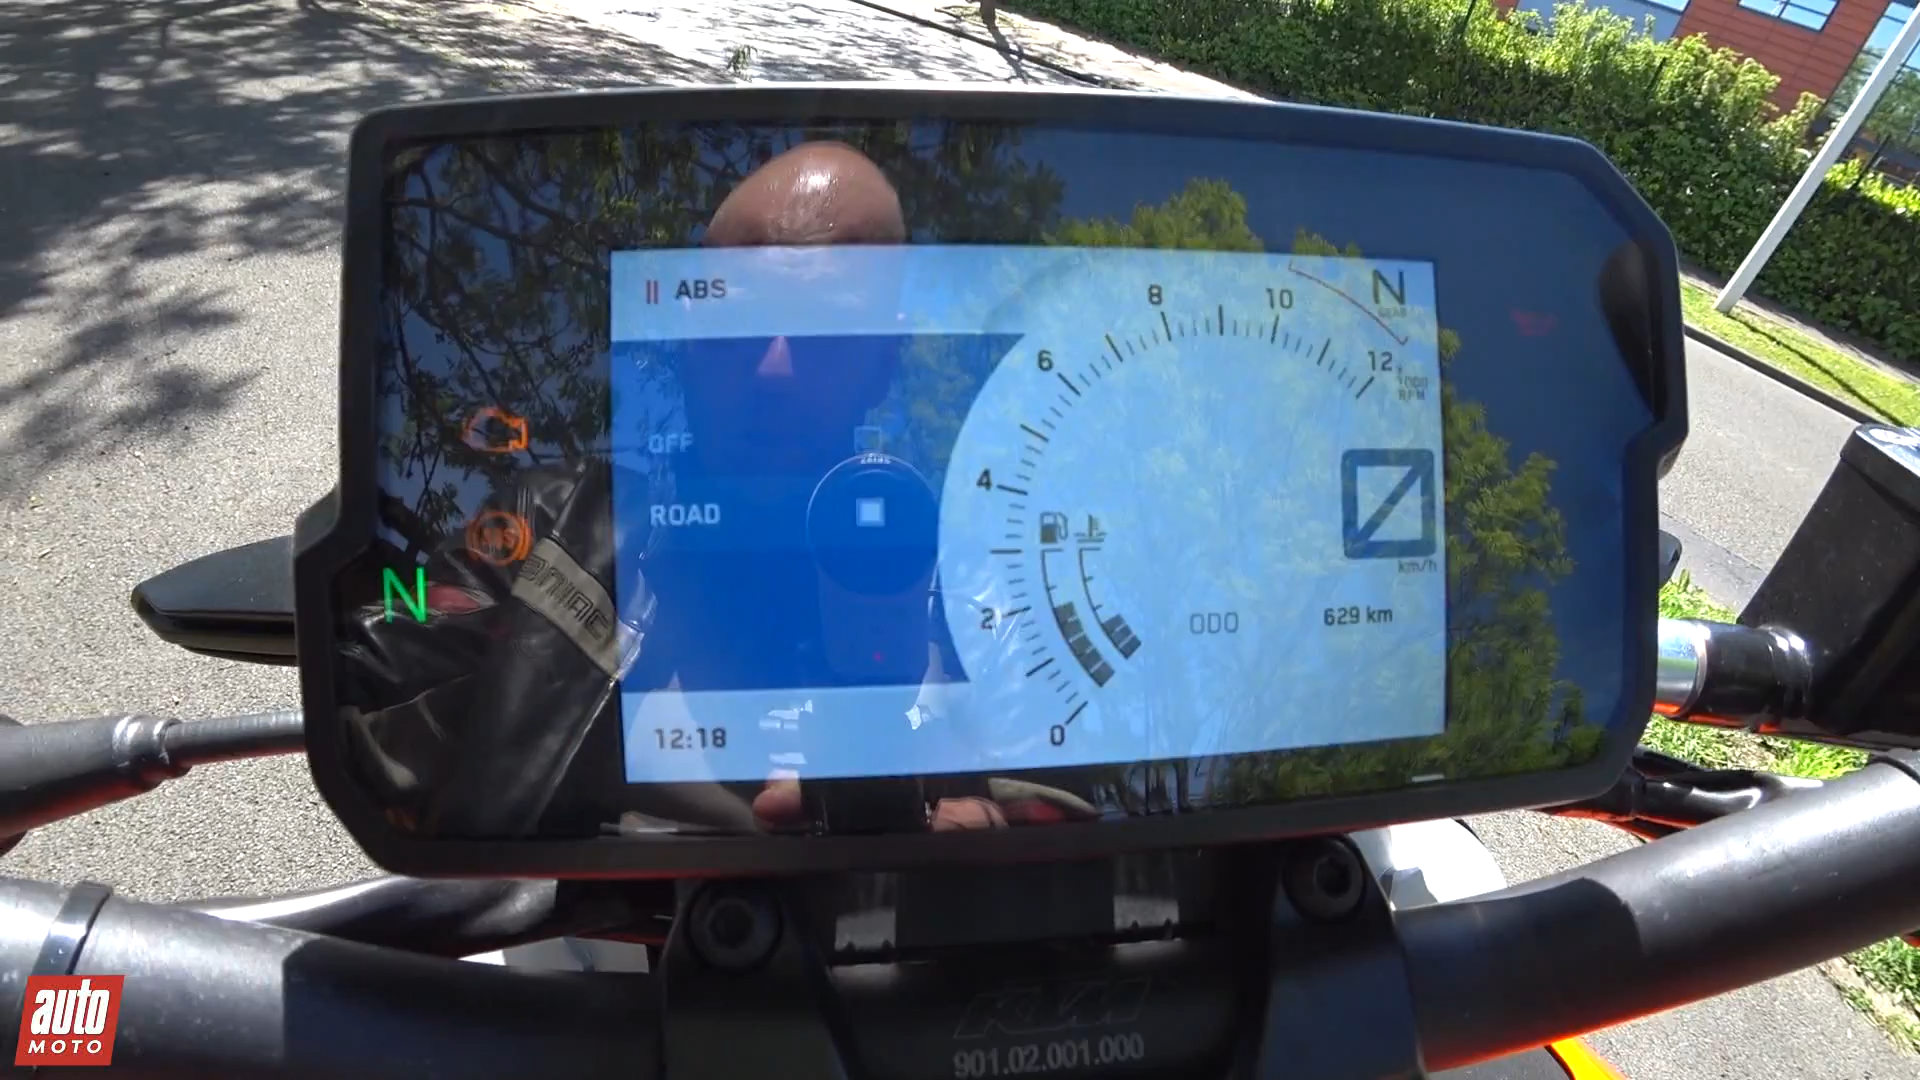 ABS
N
GEAR
8
10
6
12
1000
RPM
OFF
ROAD
4
ABS
N
km/h
2
ODO
629 km
12:18
0
KTM
901.02.001.000
auto
MOTO